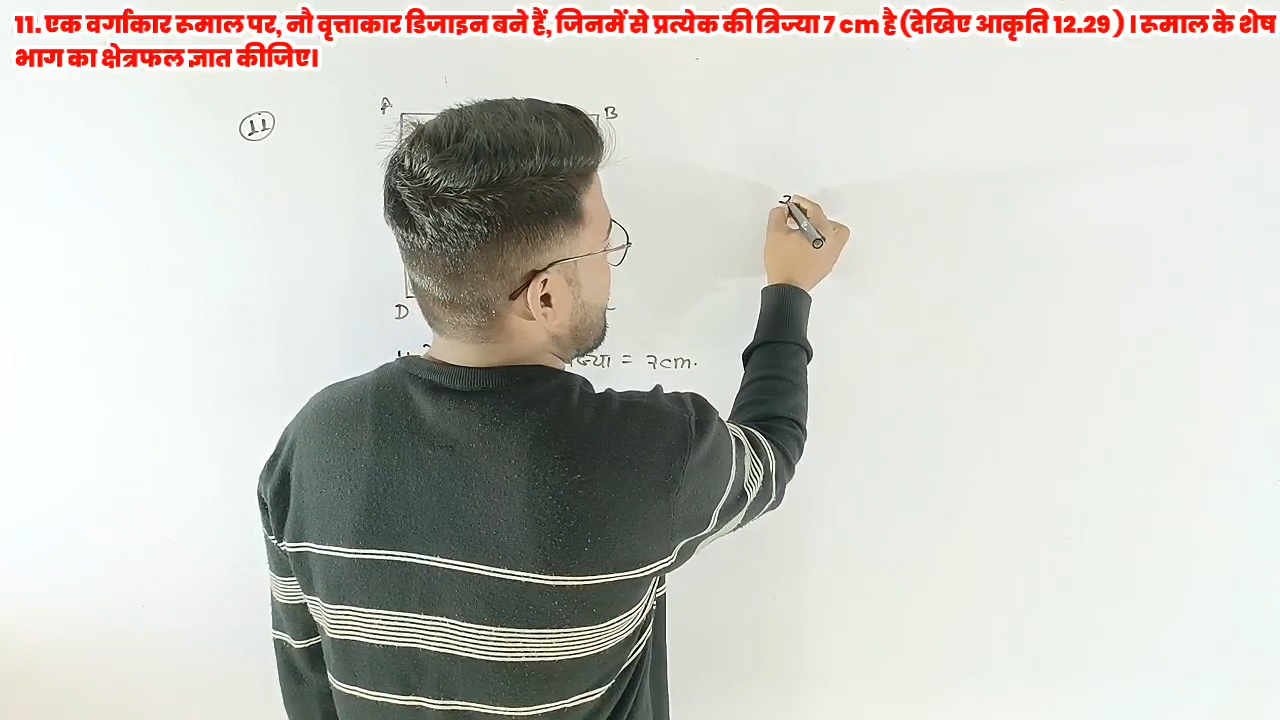 11. एक वर्गाकार रूमाल पर, नौ वृत्ताकार डिजाइन बने हैं, जिनमें से प्रत्येक की त्रिज्या 7 cm है (देखिए आकृति 12.29) । रूमाल के शेष
भाग का क्षेत्रफल ज्ञात कीजिए।
A B
11
D
= 7cm.